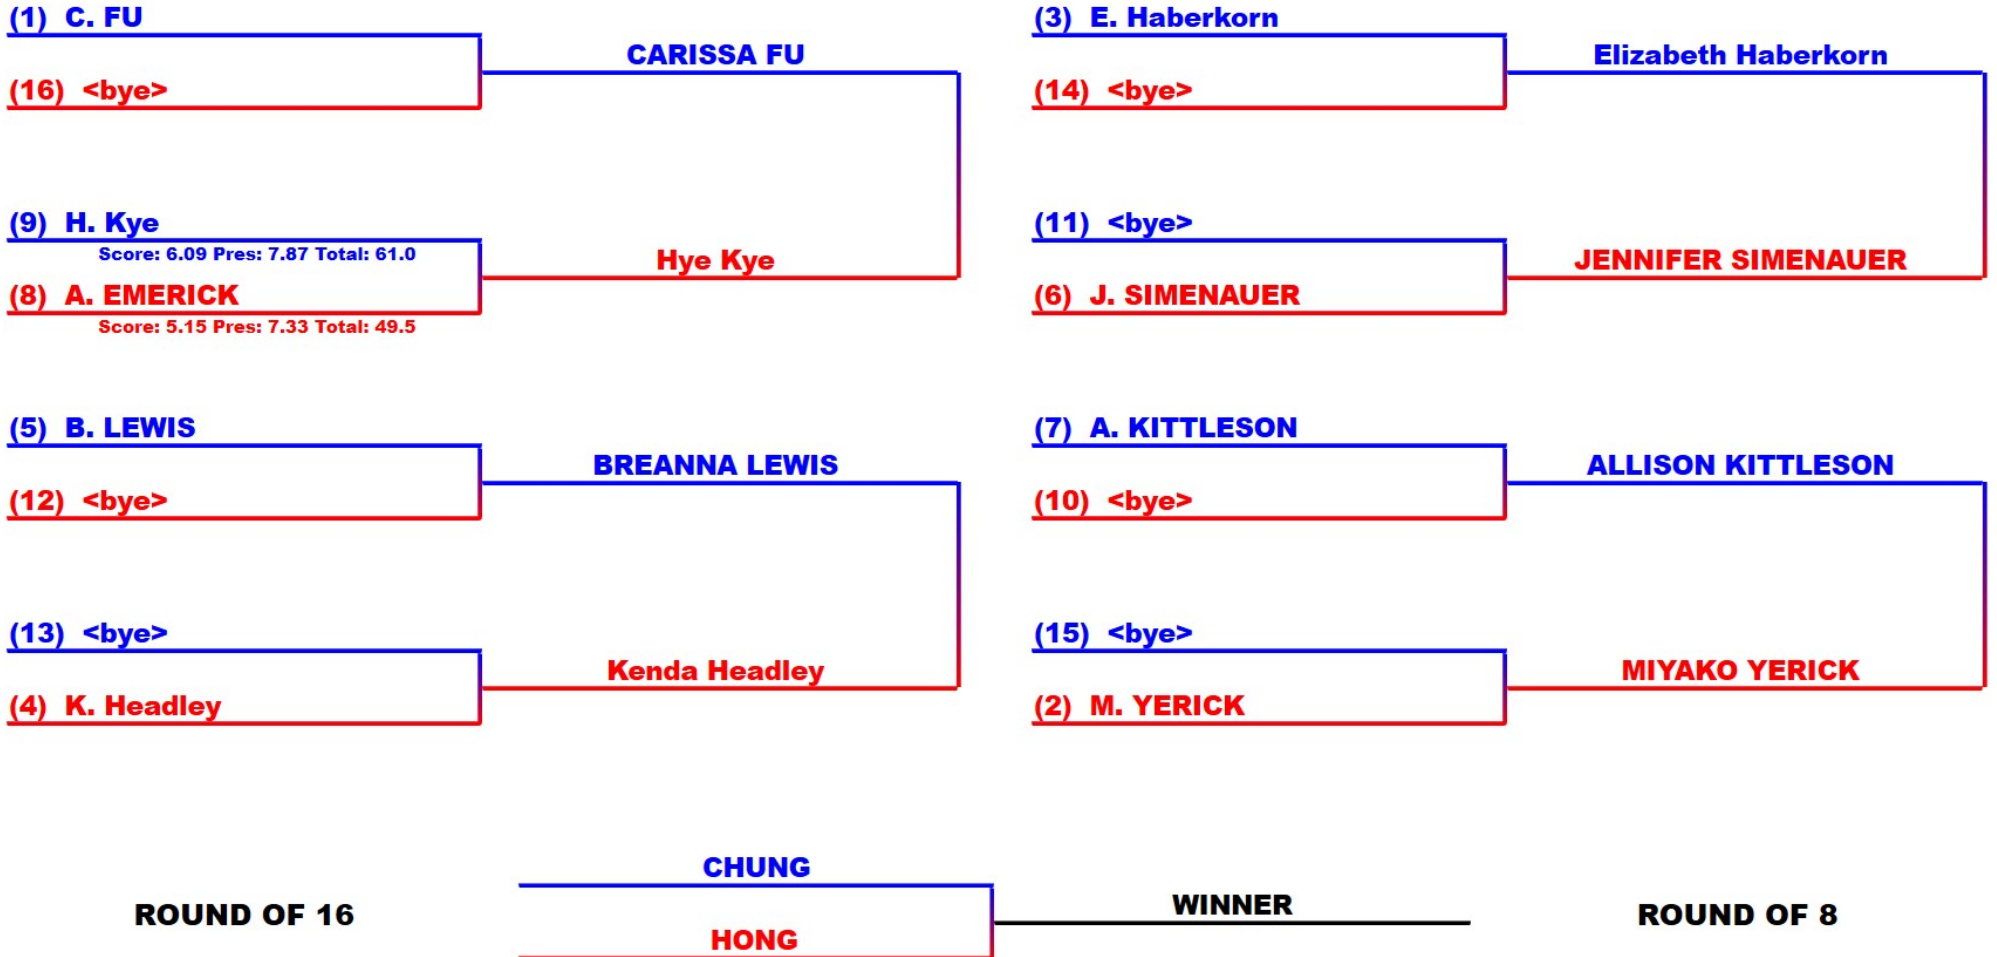 (1) C. FU
CARISSA FU
(16) <bye>
(9) H. Kye
Score: 6.09 Pres: 7.87 Total: 61.0
Hye Kye
(8) A. EMERICK
Score: 5.15 Pres: 7.33 Total: 49.5
(5) B. LEWIS
BREANNA LEWIS
(12) <bye>
(13) <bye>
Kenda Headley
(4) K. Headley
(3) E. Haberkorn
Elizabeth Haberkorn
(14) <bye>
(11) <bye>
JENNIFER SIMENAUER
(6) J. SIMENAUER
(7) A. KITTLESON
ALLISON KITTLESON
(10) <bye>
(15) <bye>
MIYAKO YERICK
(2) M. YERICK
ROUND OF 16
CHUNG
HONG
WINNER
ROUND OF 8